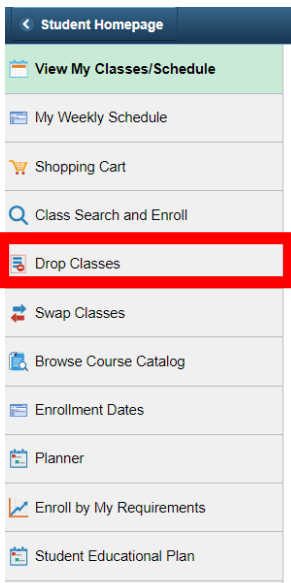 Student Homepage
View My Classes/Schedule
My Weekly Schedule
Shopping Cart
Class Search and Enroll
Drop Classes
Swap Classes
Browse Course Catalog
Enrollment Dates
Planner
Enroll by My Requirements
Student Educational Plan